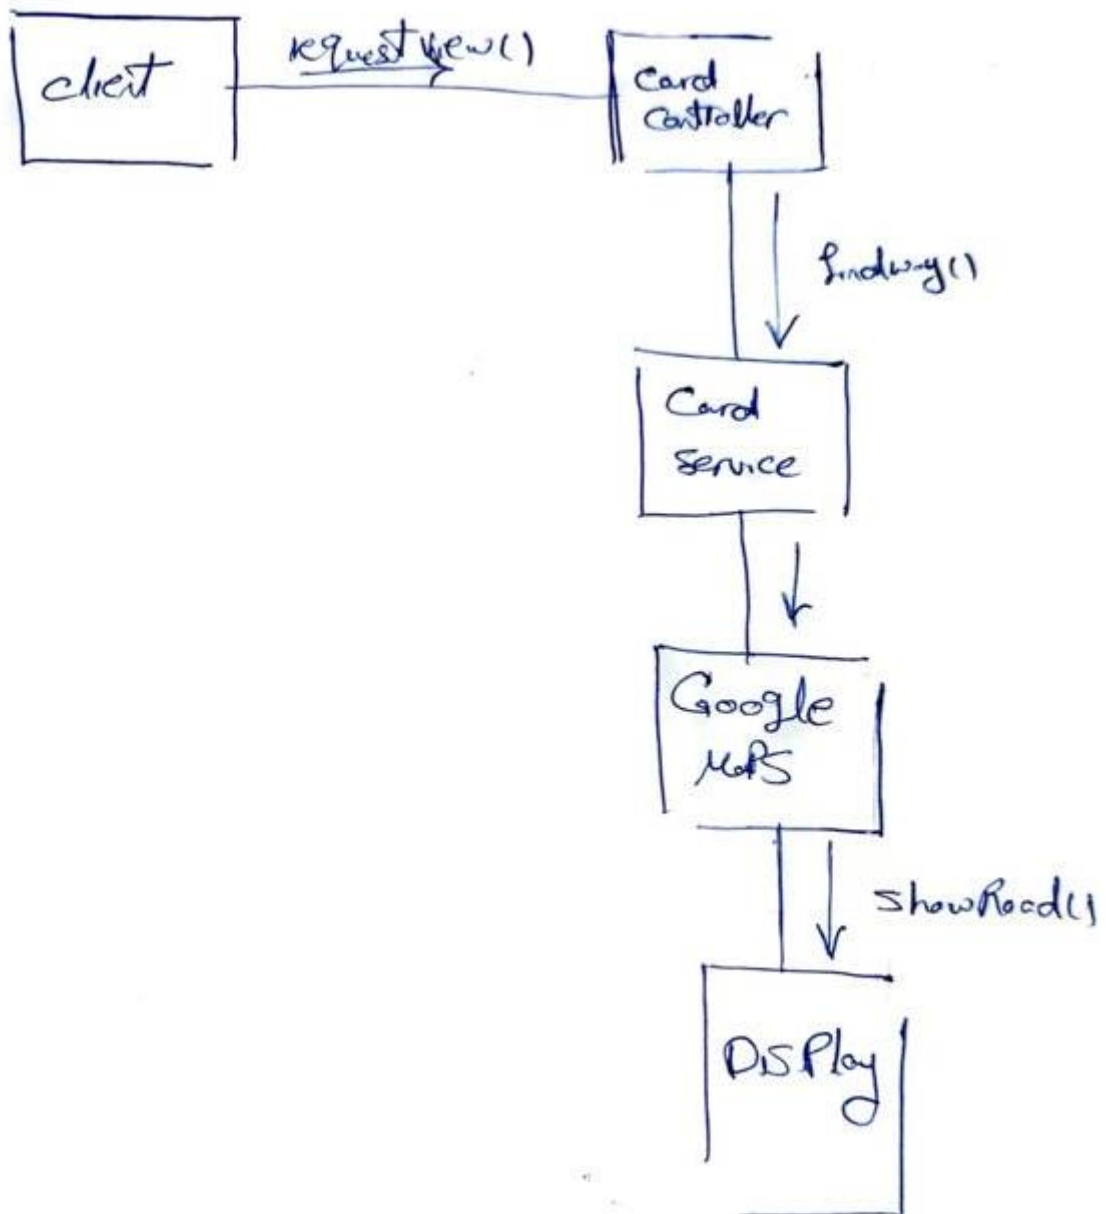 client
requestView()
Card
Controller
findway()
Card
Service
Google
MaPS
showRoad()
DISPlay